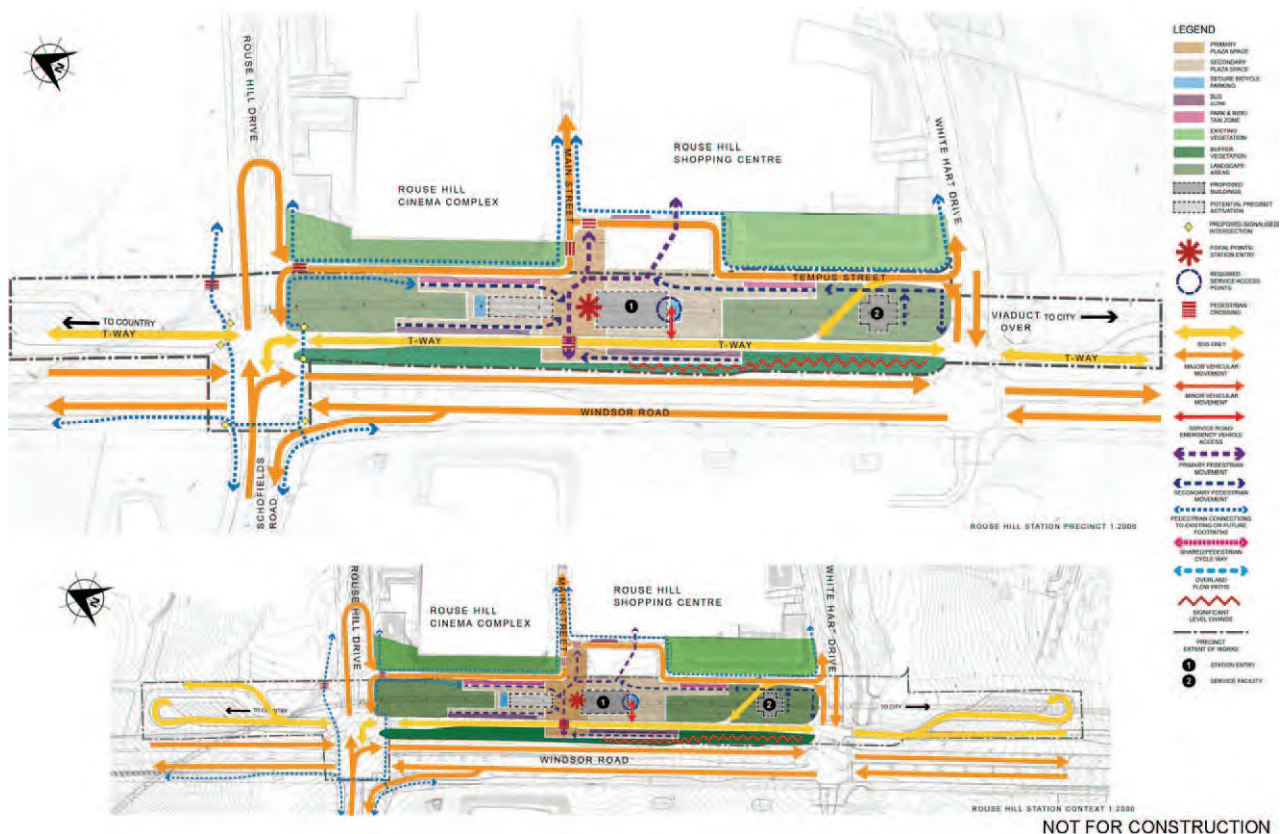 LEGEND
PRIMARY
PLAZA SPACE
SECONDARY
PLAZA SPACE
SECURE BICYCLE
PARKING
BUS
ZONE
PARK & RIDE/
TAXI ZONE
EXISTING
VEGETATION
BUFFER
VEGETATION
LANDSCAPE
AREAS
PROPOSED
BUILDINGS
POTENTIAL PRECINCT
ACTIVATION
PROPOSED SIGNALISED
INTERSECTION
FOCAL POINTS/
STATION ENTRY
REQUIRED
SERVICE ACCESS
POINTS
PEDESTRIAN
CROSSING
BUS ONLY
MAJOR VEHICULAR
MOVEMENT
MINOR VEHICULAR
MOVEMENT
SERVICE ROAD/
EMERGENCY VEHICLE
ACCESS
PRIMARY PEDESTRIAN
MOVEMENT
SECONDARY PEDESTRIAN
MOVEMENT
PEDESTRIAN CONNECTIONS
TO EXISTING OR FUTURE
FOOTPATHS
SHARED/PEDESTRIAN
CYCLE WAY
OVERLAND
FLOW PATHS
SIGNIFICANT
LEVEL CHANGE
PRECINCT
EXTENT OF WORKS
1 STATION ENTRY
2 SERVICE FACILITY
N
ROUSE HILL DRIVE
ROUSE HILL
CINEMA COMPLEX
MAIN STREET
ROUSE HILL
SHOPPING CENTRE
WHITE HART DRIVE
TEMPUS STREET
1
2
TO COUNTRY
T-WAY
T-WAY
T-WAY
VIADUCT
OVER
TO CITY
T-WAY
WINDSOR ROAD
SCHOFIELDS
ROAD
ROUSE HILL STATION PRECINCT 1:2000
N
ROUSE HILL DRIVE
ROUSE HILL
CINEMA COMPLEX
MAIN STREET
ROUSE HILL
SHOPPING CENTRE
WHITE HART DRIVE
1
2
TO COUNTRY
TO CITY
WINDSOR ROAD
ROUSE HILL STATION CONTEXT 1:2500
NOT FOR CONSTRUCTION